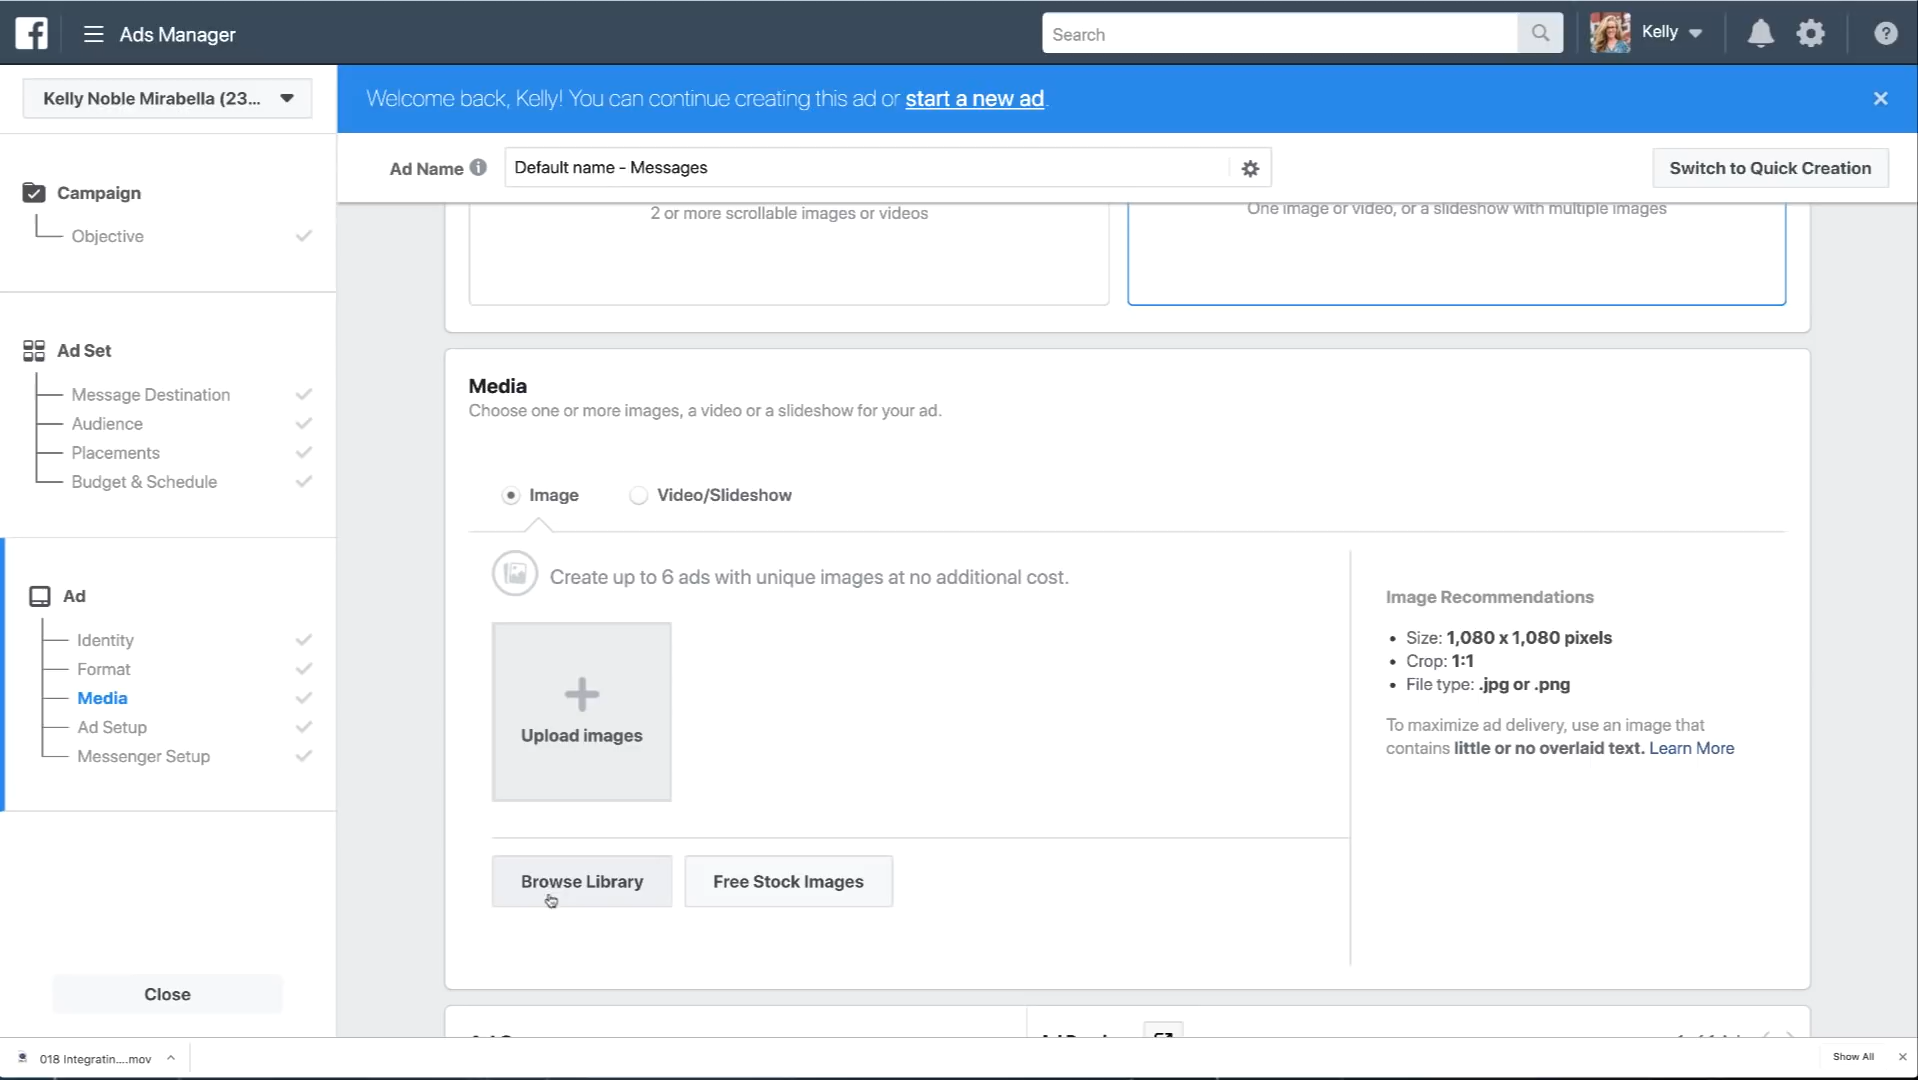 Ads Manager
Search
Kelly
Kelly Noble Mirabella (23...
Welcome back, Kelly! You can continue creating this ad or start a new ad.
Ad Name
Default name - Messages
Switch to Quick Creation
Campaign
Objective
Ad Set
Message Destination
Audience
Placements
Budget & Schedule
Ad
Identity
Format
Media
Ad Setup
Messenger Setup
Close
2 or more scrollable images or videos
One image or video, or a slideshow with multiple images
Media
Choose one or more images, a video or a slideshow for your ad.
Image
Video/Slideshow
Create up to 6 ads with unique images at no additional cost.
Upload images
Browse Library
Free Stock Images
Image Recommendations
• Size: 1,080 x 1,080 pixels
• Crop: 1:1
• File type: .jpg or .png
To maximize ad delivery, use an image that
contains little or no overlaid text. Learn More
018 Integratin....mov
Show All